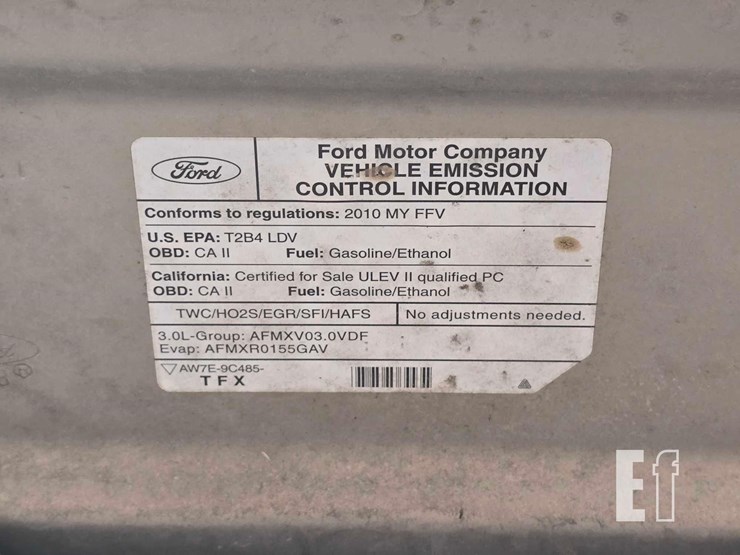 Ford
Ford Motor Company
VEHICLE EMISSION
CONTROL INFORMATION
Conforms to regulations: 2010 MY FFV
U.S. EPA: T2B4 LDV
OBD: CA II Fuel: Gasoline/Ethanol
California: Certified for Sale ULEV II qualified PC
OBD: CA II Fuel: Gasoline/Ethanol
TWC/HO2S/EGR/SFI/HAFS No adjustments needed.
3.0L-Group: AFMXV03.0VDF
Evap: AFMXR0155GAV
AW7E-9C485-
TFX
Ef